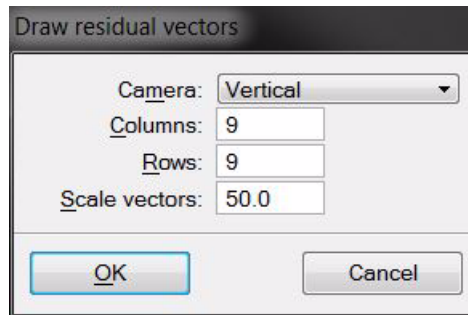 Draw residual vectors
Camera: Vertical
Columns: 9
Rows: 9
Scale vectors: 50.0
OK Cancel